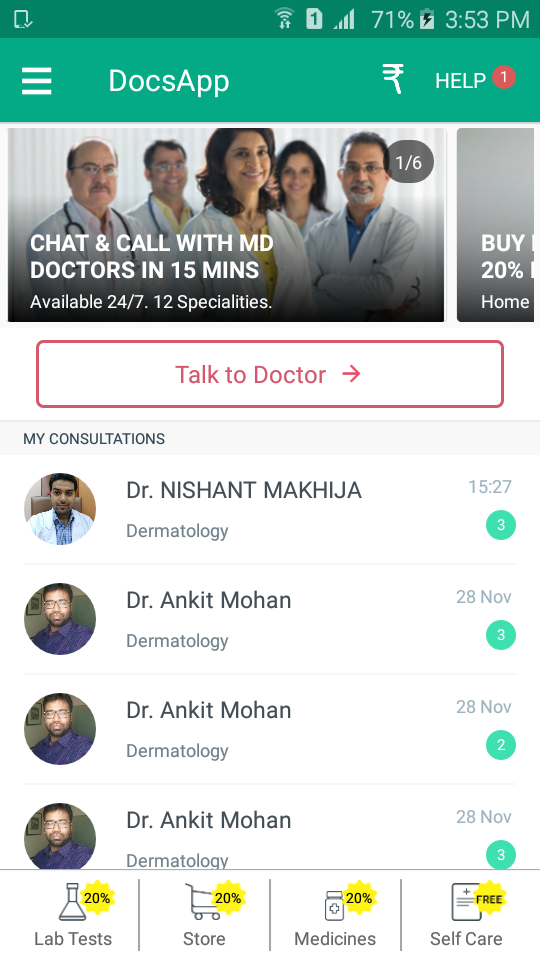 1 71% 3:53 PM
DocsApp ₹ HELP 1
1/6
CHAT & CALL WITH MD
DOCTORS IN 15 MINS
Available 24/7. 12 Specialities.
BUY
20%
Home
Talk to Doctor →
MY CONSULTATIONS
Dr. NISHANT MAKHIJA 15:27
Dermatology 3
Dr. Ankit Mohan 28 Nov
Dermatology 3
Dr. Ankit Mohan 28 Nov
Dermatology 2
Dr. Ankit Mohan 28 Nov
Dermatology 3
20% 20% 20% FREE
Lab Tests Store Medicines Self Care